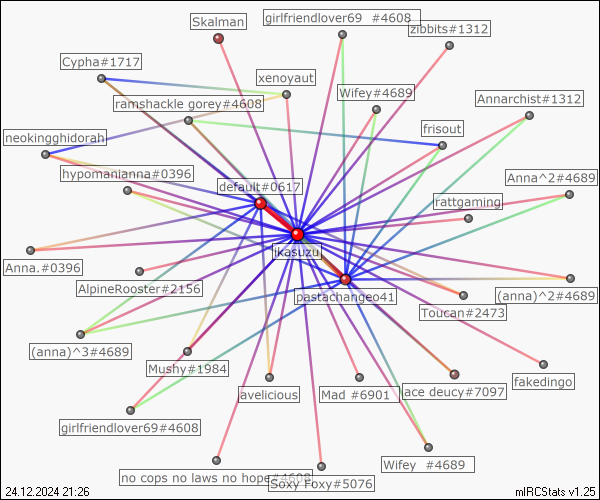 Skalman
girlfriendlover69 #4608
zibbits#1312
Cypha#1717
xenoyaut
Wifey#4689
Annarchist#1312
ramshackle gorey#4608
frisout
neokingghidorah
hypomanianna#0396
Anna^2#4689
default#0617
rattgaming
jkasuzu
Anna.#0396
AlpineRooster#2156
pastachangeo41
(anna)^2#4689
Toucan#2473
(anna)^3#4689
Mushy#1984
fakedingo
avelicious
Mad #6901
ace deucy#7097
girlfriendlover69#4608
Wifey #4689
no cops no laws no hope#4608
Soxy Foxy#5076
24.12.2024 21:26
mIRCStats v1.25